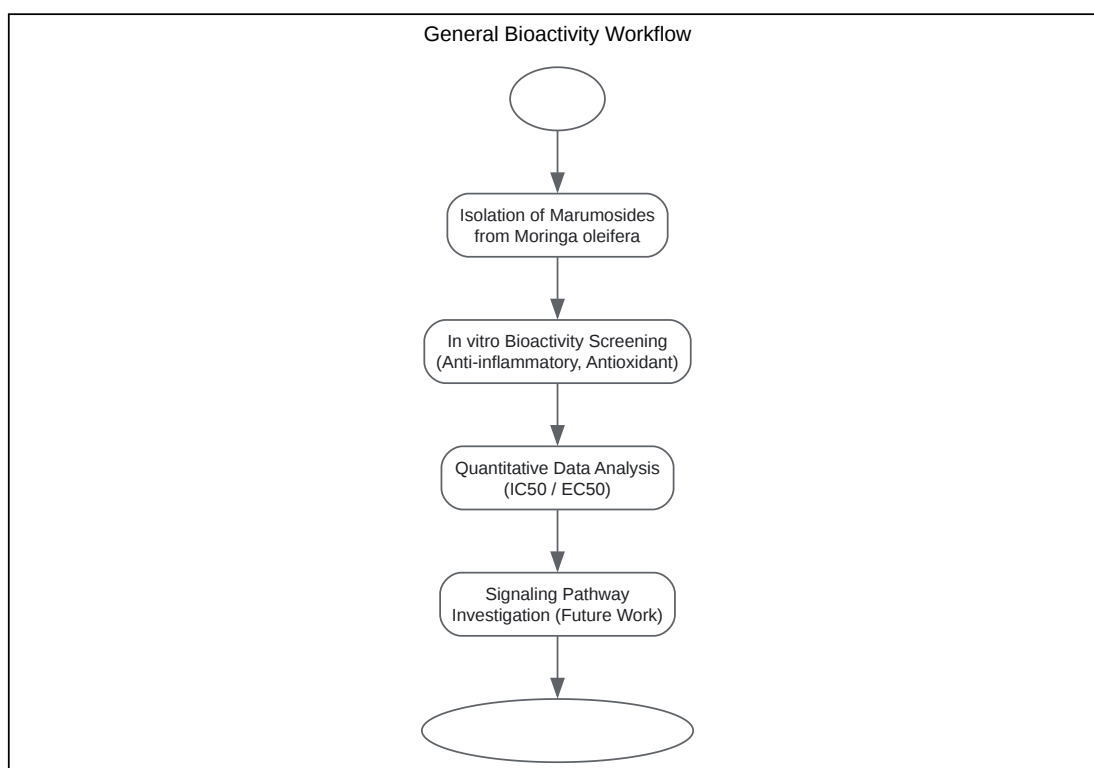 General Bioactivity Workflow
Isolation of Marumosides
from Moringa oleifera
In vitro Bioactivity Screening
(Anti-inflammatory, Antioxidant)
Quantitative Data Analysis
(IC50 / EC50)
Signaling Pathway
Investigation (Future Work)